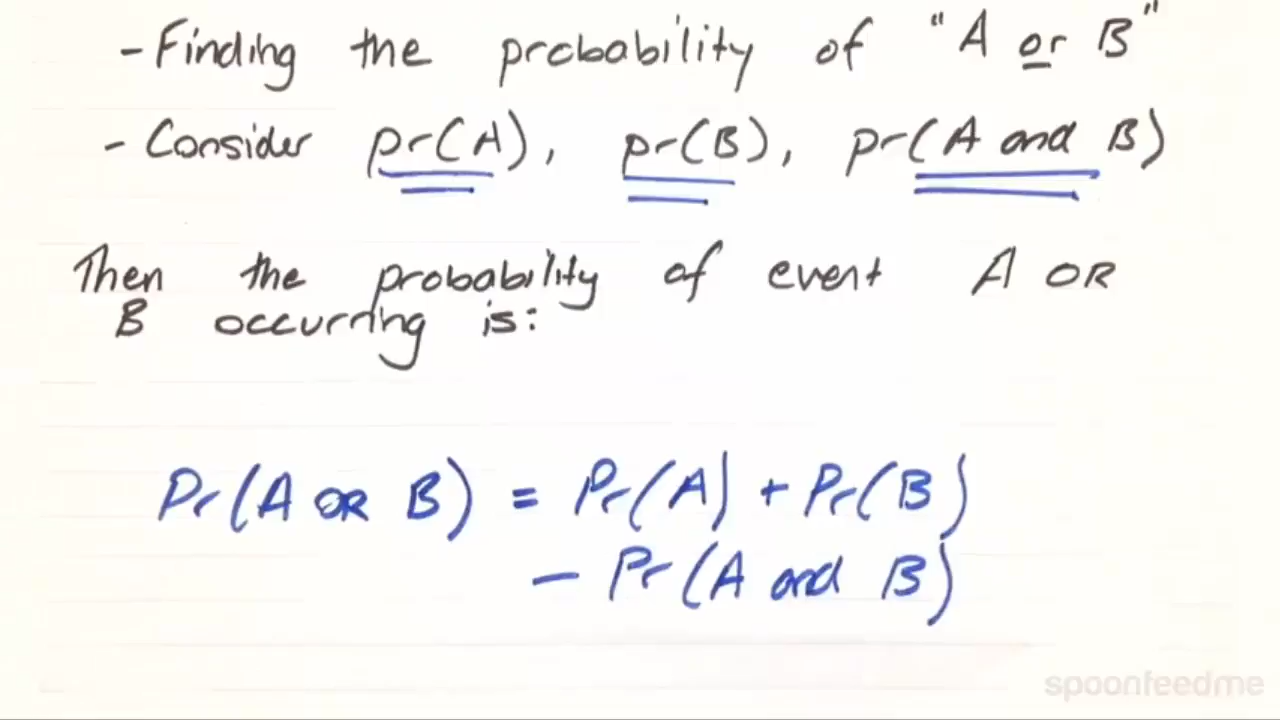 - Finding the probability of "A or B"
- Consider pr(A), pr(B), pr(A and B)
Then the probability of event A OR
B occurring is:
Pr(A OR B) = Pr(A) + Pr(B)
- Pr(A and B)
spoonfeedme